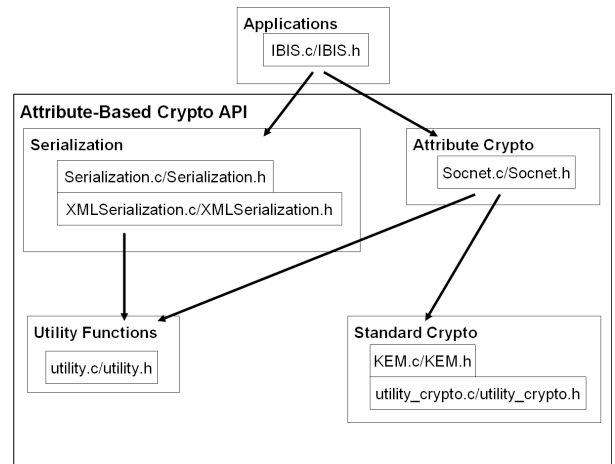 Applications
IBIS.c/IBIS.h
Attribute-Based Crypto API
Serialization
Serialization.c/Serialization.h
XMLSerialization.c/XMLSerialization.h
Attribute Crypto
Socnet.c/Socnet.h
Utility Functions
utility.c/utility.h
Standard Crypto
KEM.c/KEM.h
utility_crypto.c/utility_crypto.h